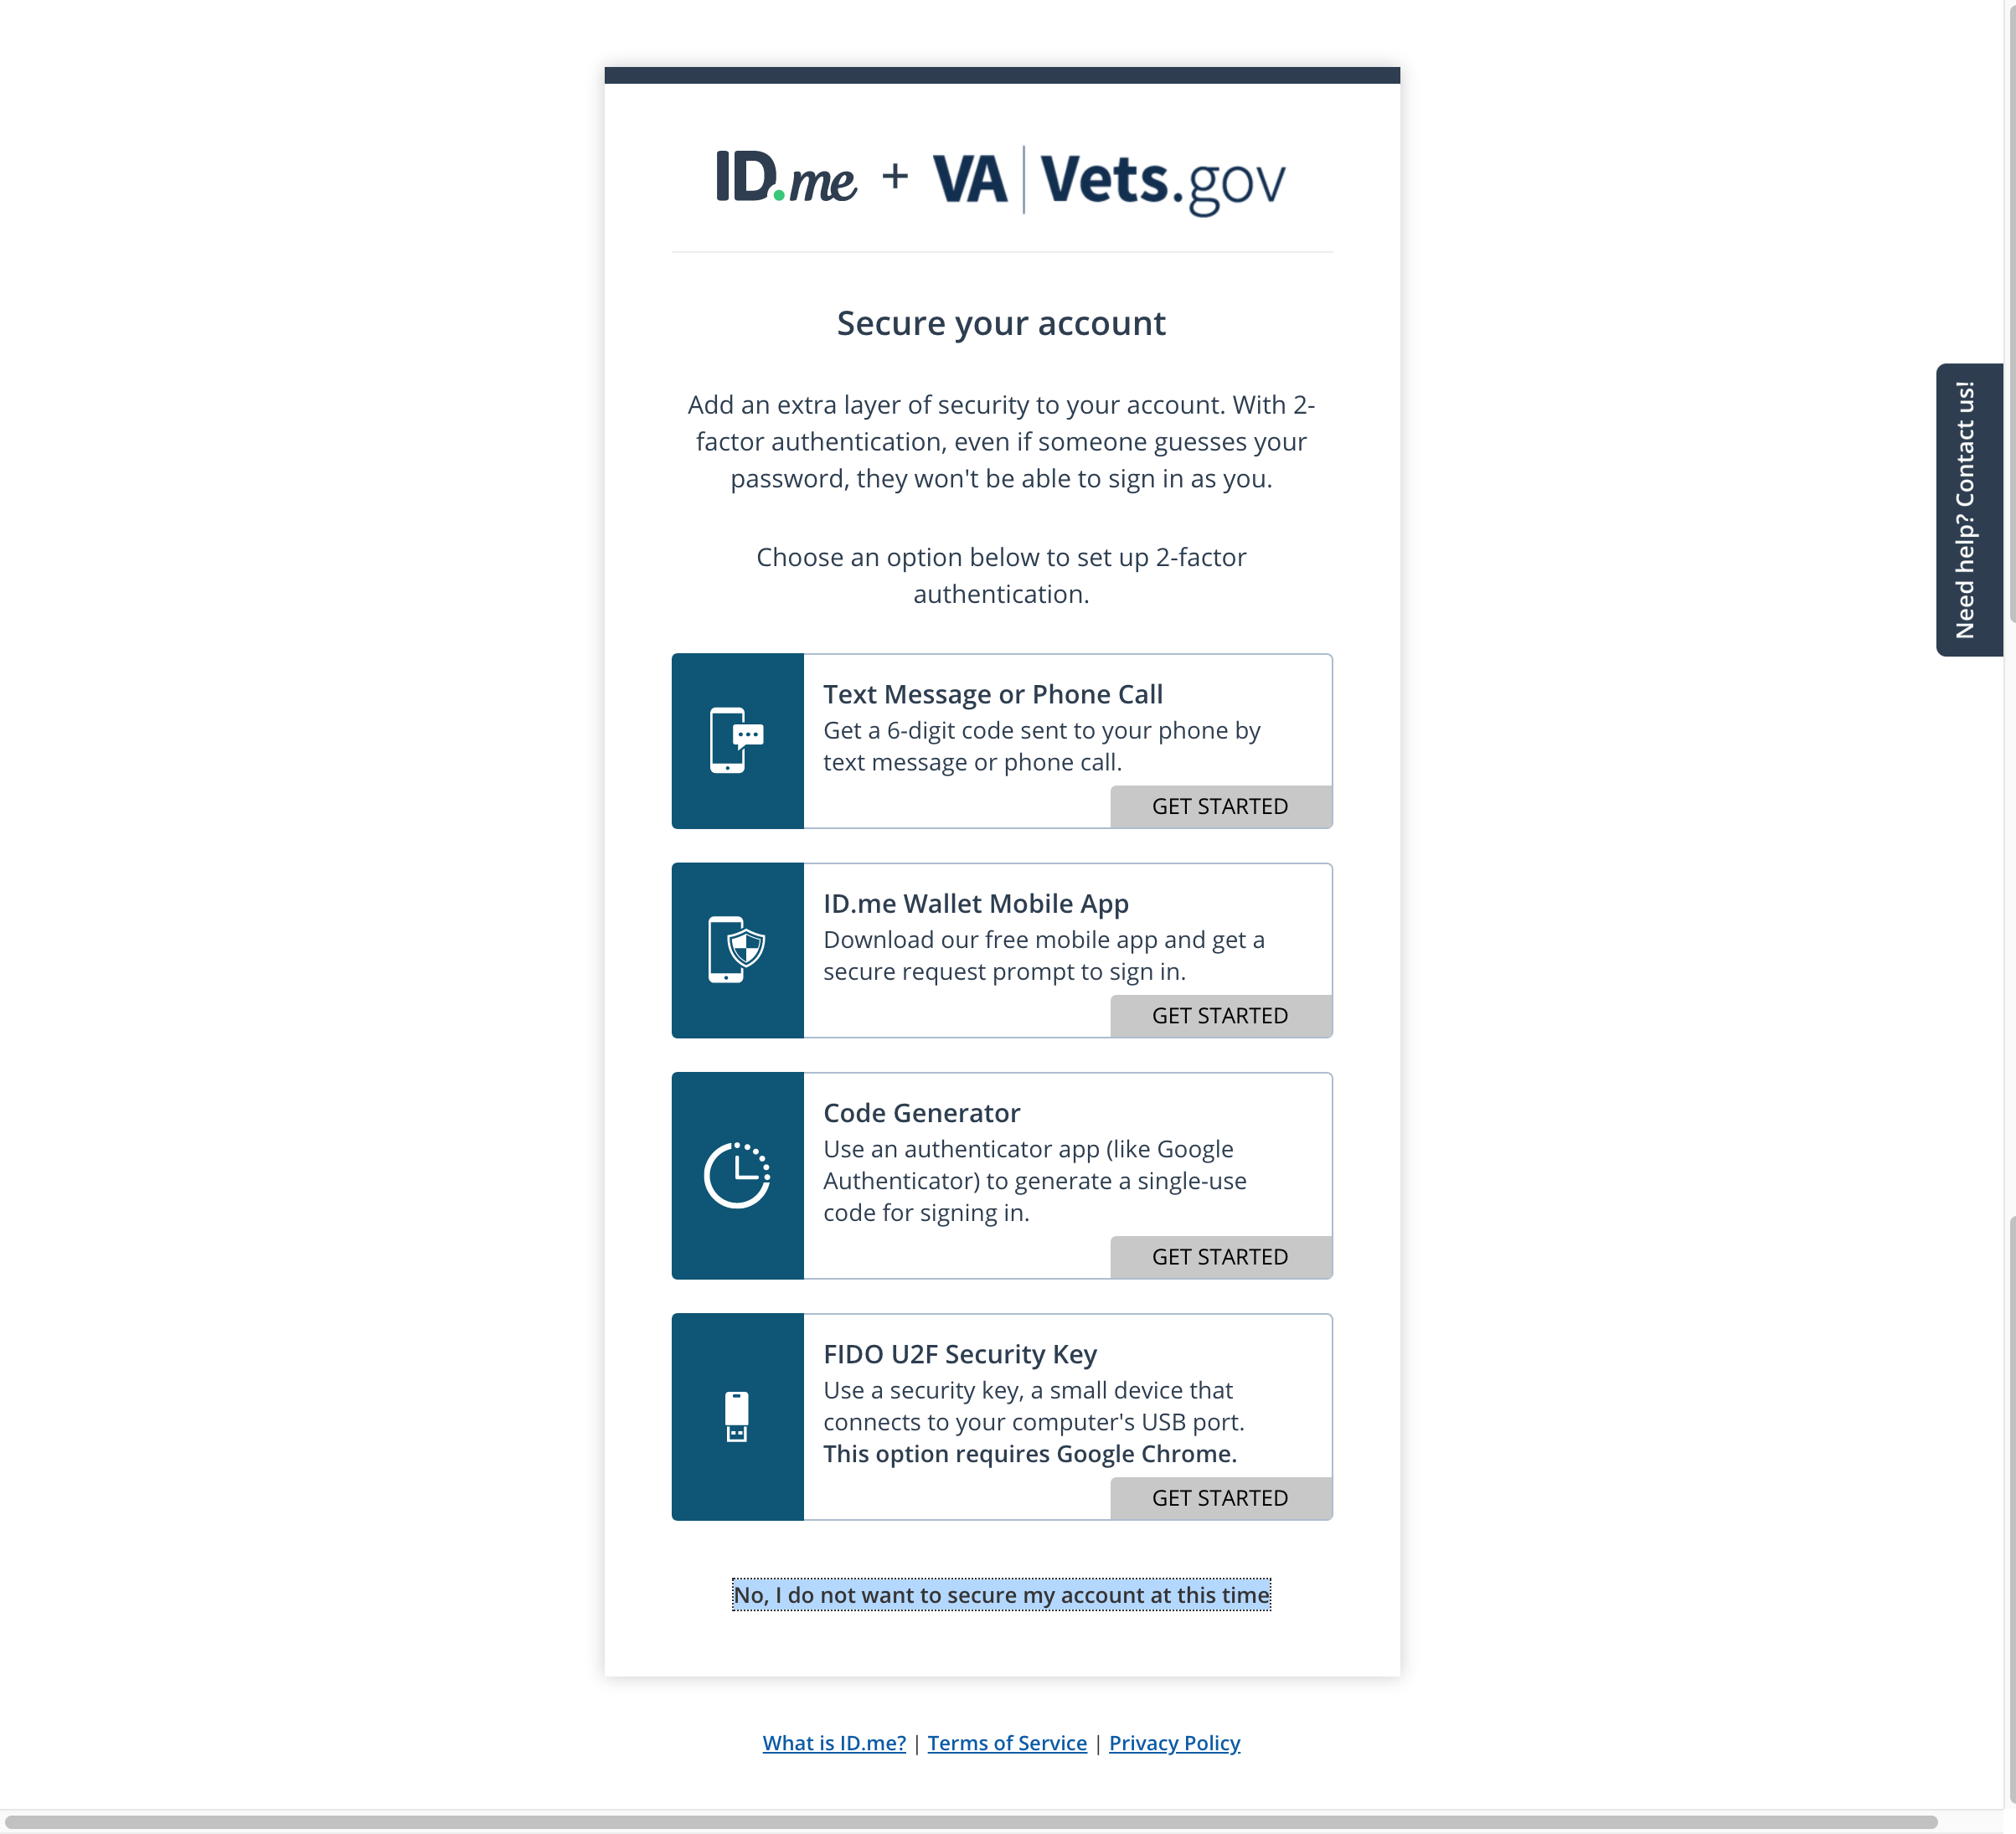 ID.me + VA | Vets.gov
Secure your account
Add an extra layer of security to your account. With 2-
factor authentication, even if someone guesses your
password, they won't be able to sign in as you.
Choose an option below to set up 2-factor
authentication.
Text Message or Phone Call
Get a 6-digit code sent to your phone by
text message or phone call.
GET STARTED
ID.me Wallet Mobile App
Download our free mobile app and get a
secure request prompt to sign in.
GET STARTED
Code Generator
Use an authenticator app (like Google
Authenticator) to generate a single-use
code for signing in.
GET STARTED
FIDO U2F Security Key
Use a security key, a small device that
connects to your computer's USB port.
This option requires Google Chrome.
GET STARTED
No, I do not want to secure my account at this time
What is ID.me? | Terms of Service | Privacy Policy
Need help? Contact us!